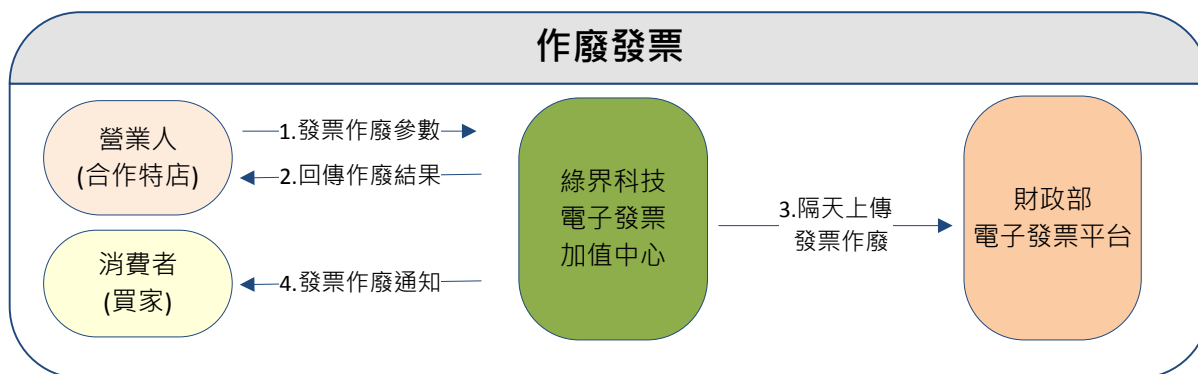 作廢發票
營業人
(合作特店)
1.發票作廢參數
2.回傳作廢結果
消費者
(買家)
4.發票作廢通知
綠界科技
電子發票
加值中心
3.隔天上傳
發票作廢
財政部
電子發票平台